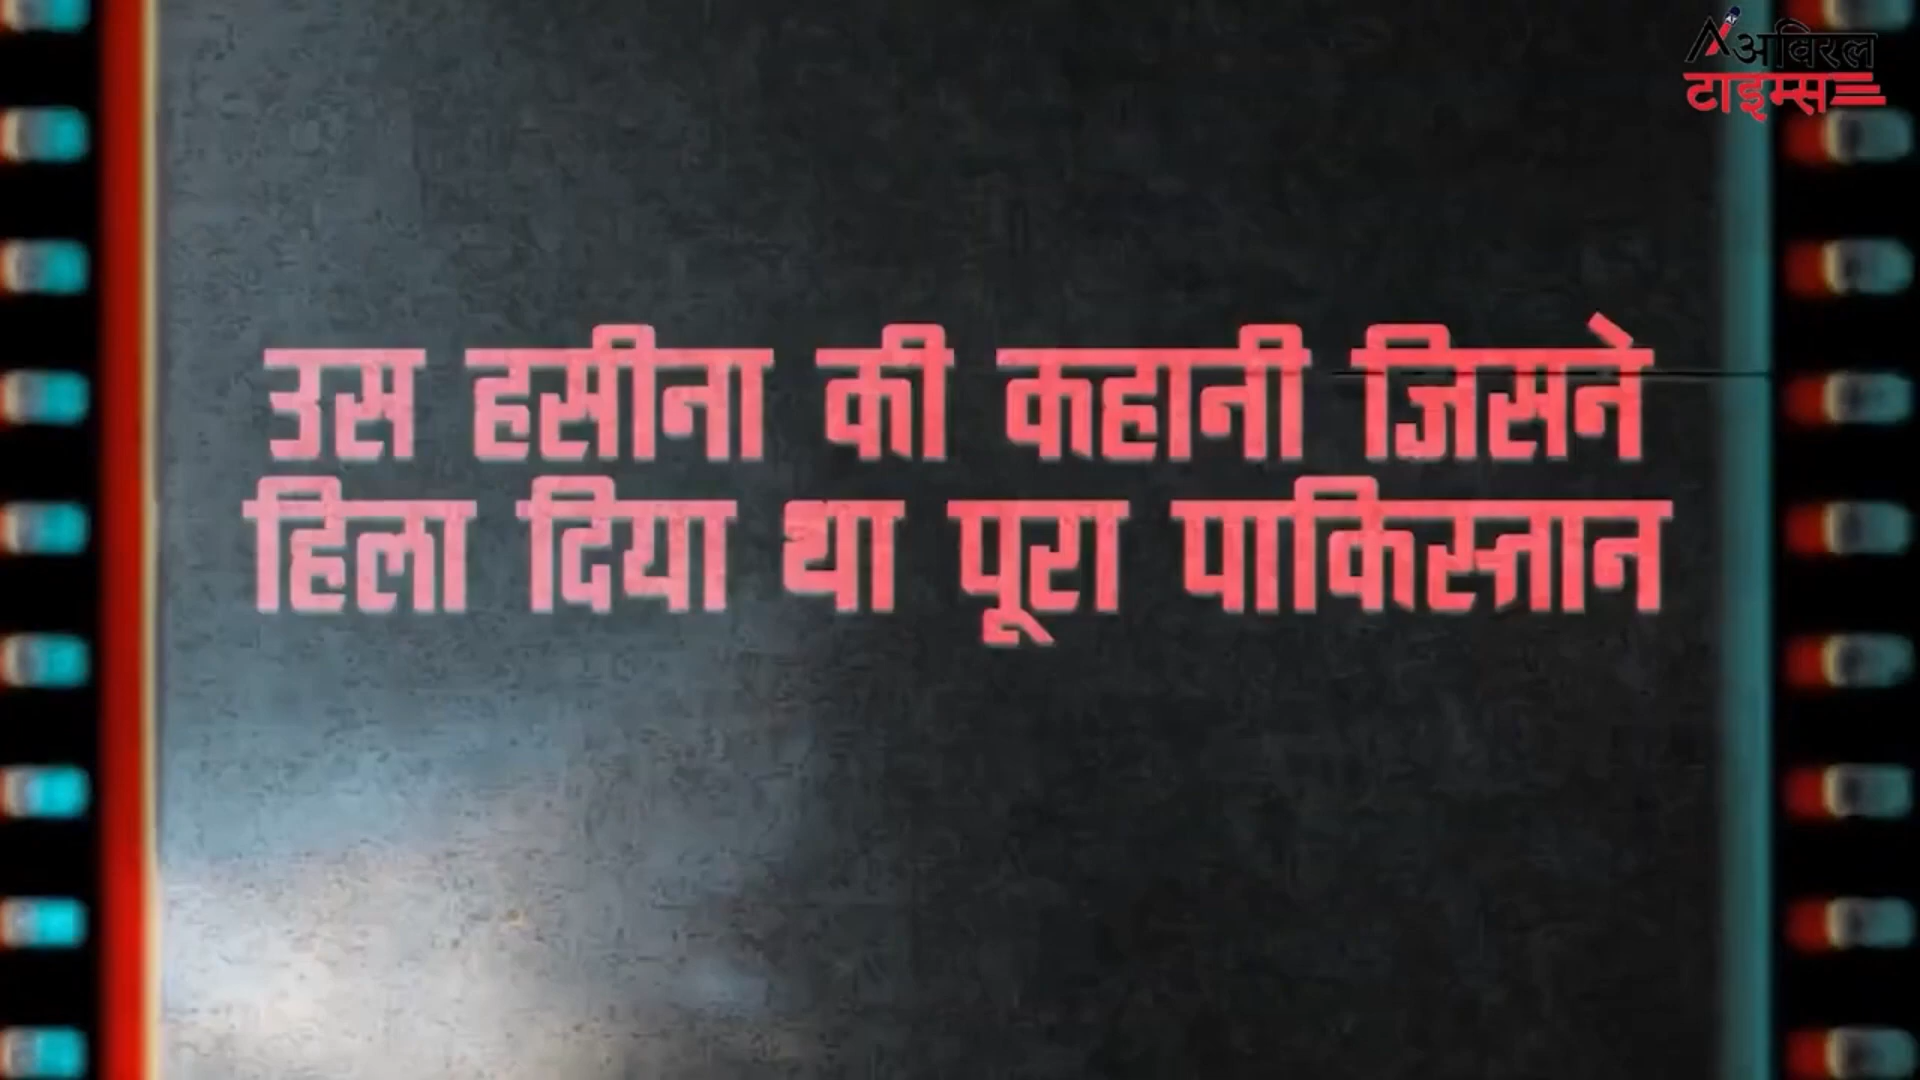 अविरल
टाइम्स
उस हसीना की कहानी जिसने
हिला दिया था पूरा पाकिस्तान